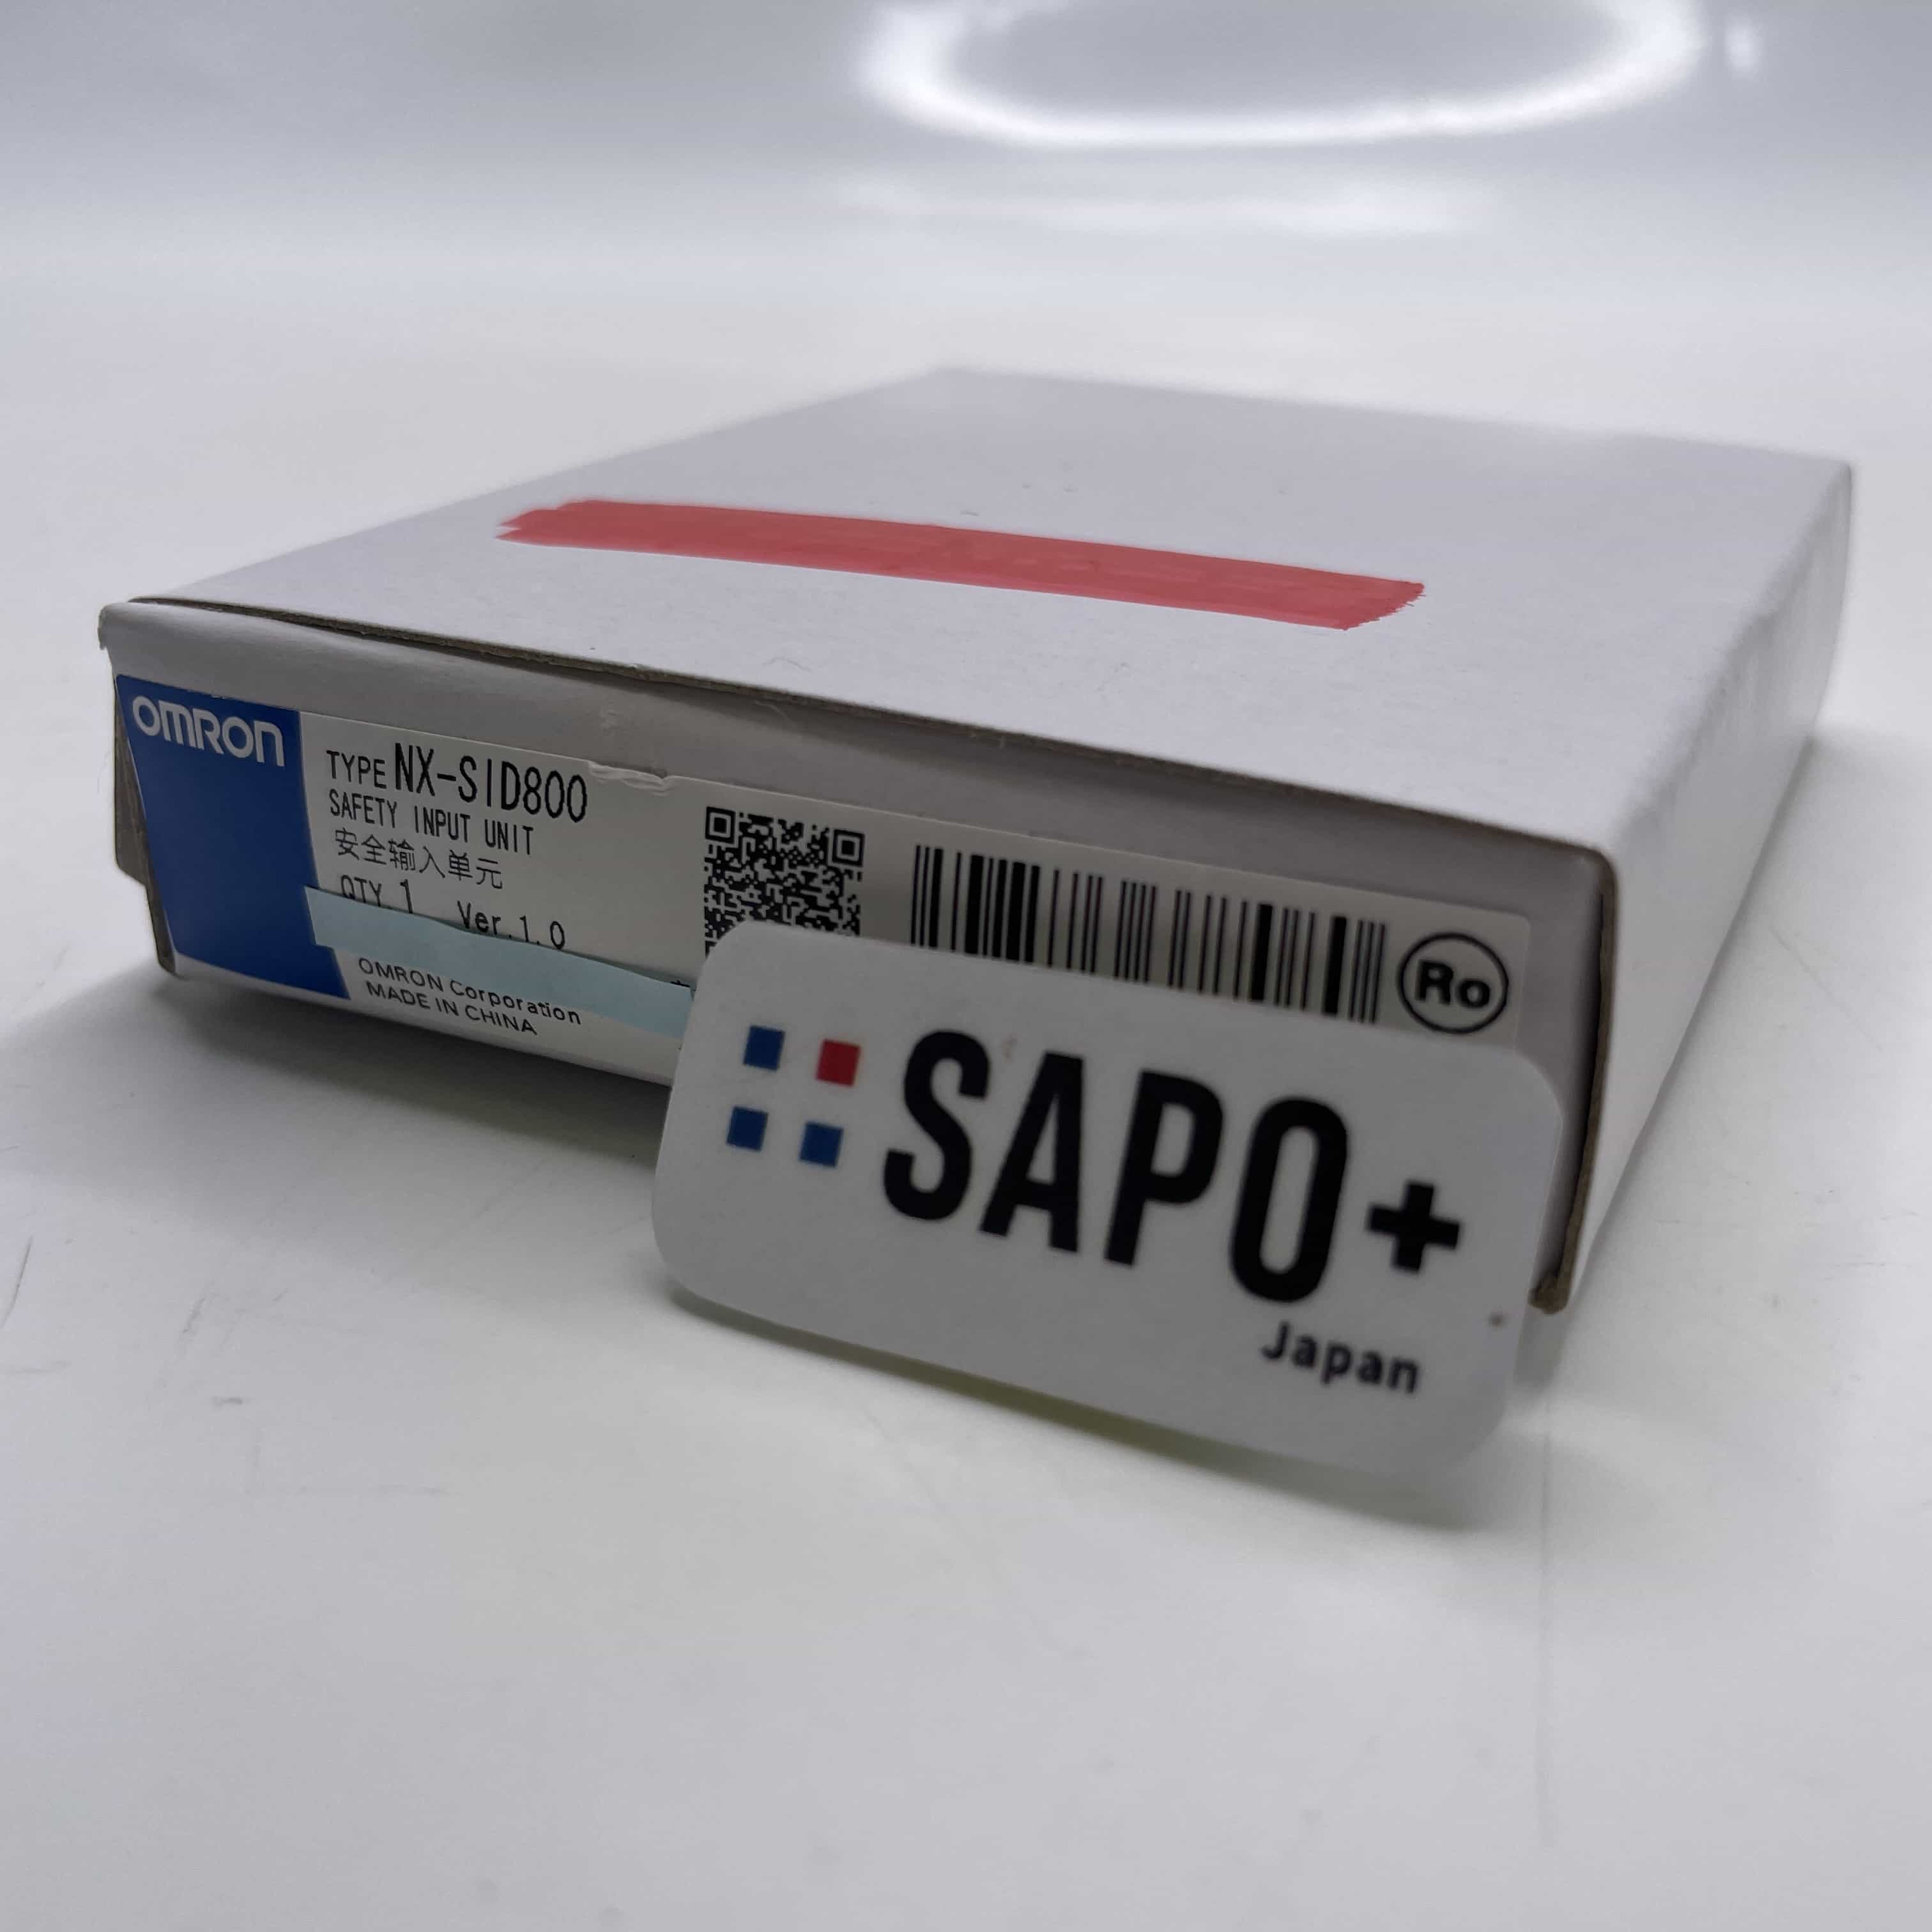 OMRON
TYPE NX-SID800
SAFETY INPUT UNIT
安全输入单元
QTY 1 Ver.1.0
OMRON Corporation
MADE IN CHINA
Ro
SAPO+
Japan